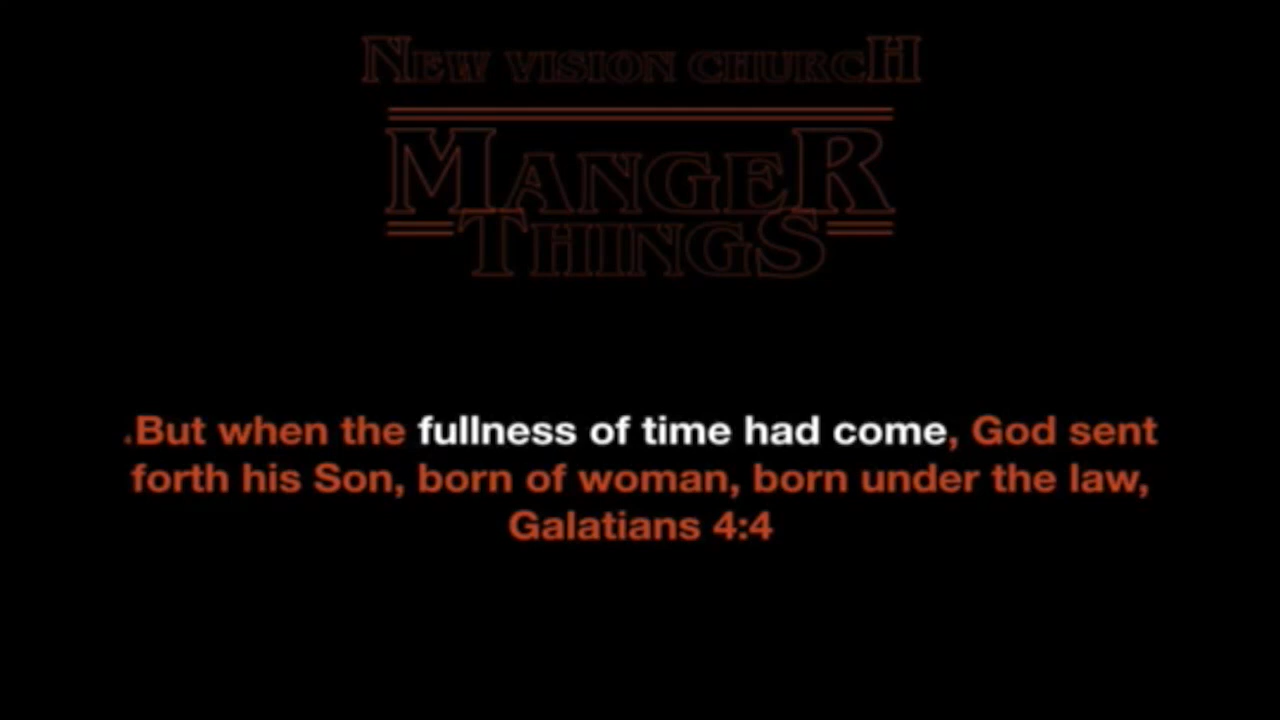 NEW VISION CHURCH
MANGER
THINGS
.But when the fullness of time had come, God sent
forth his Son, born of woman, born under the law,
Galatians 4:4